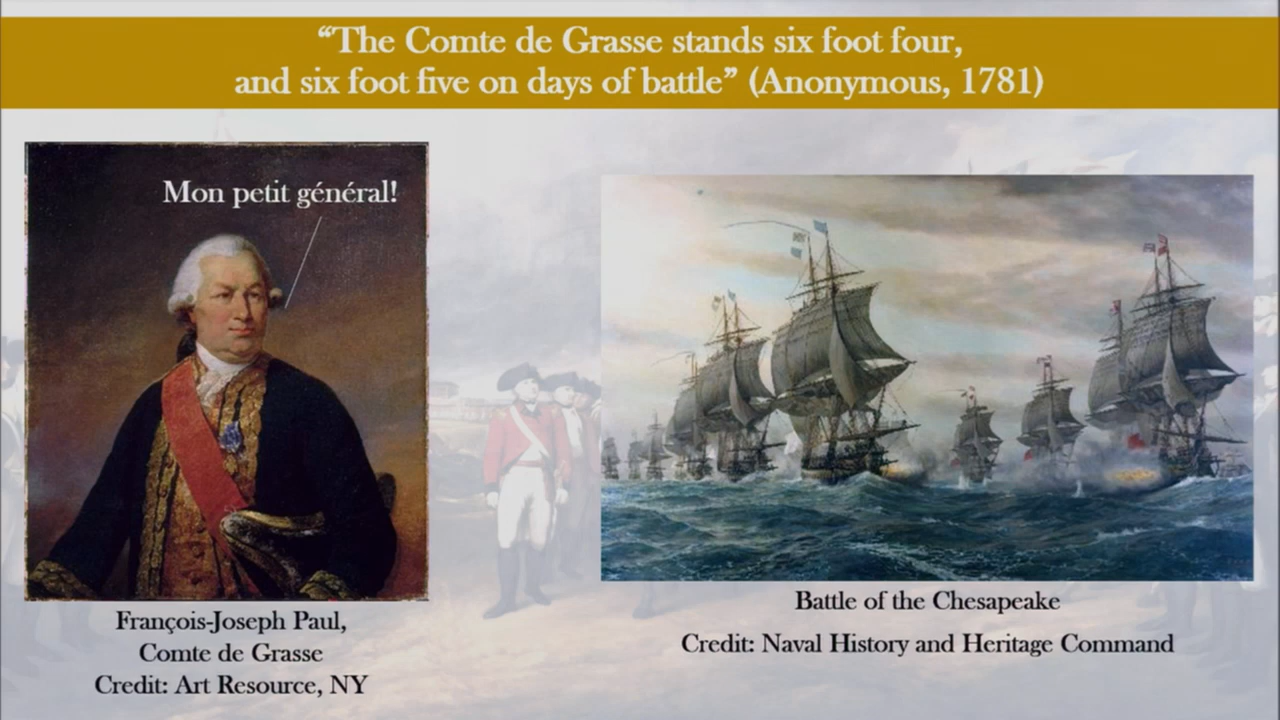 “The Comte de Grasse stands six foot four,
and six foot five on days of battle” (Anonymous, 1781)
Mon petit général!
François-Joseph Paul,
Comte de Grasse
Credit: Art Resource, NY
Battle of the Chesapeake
Credit: Naval History and Heritage Command